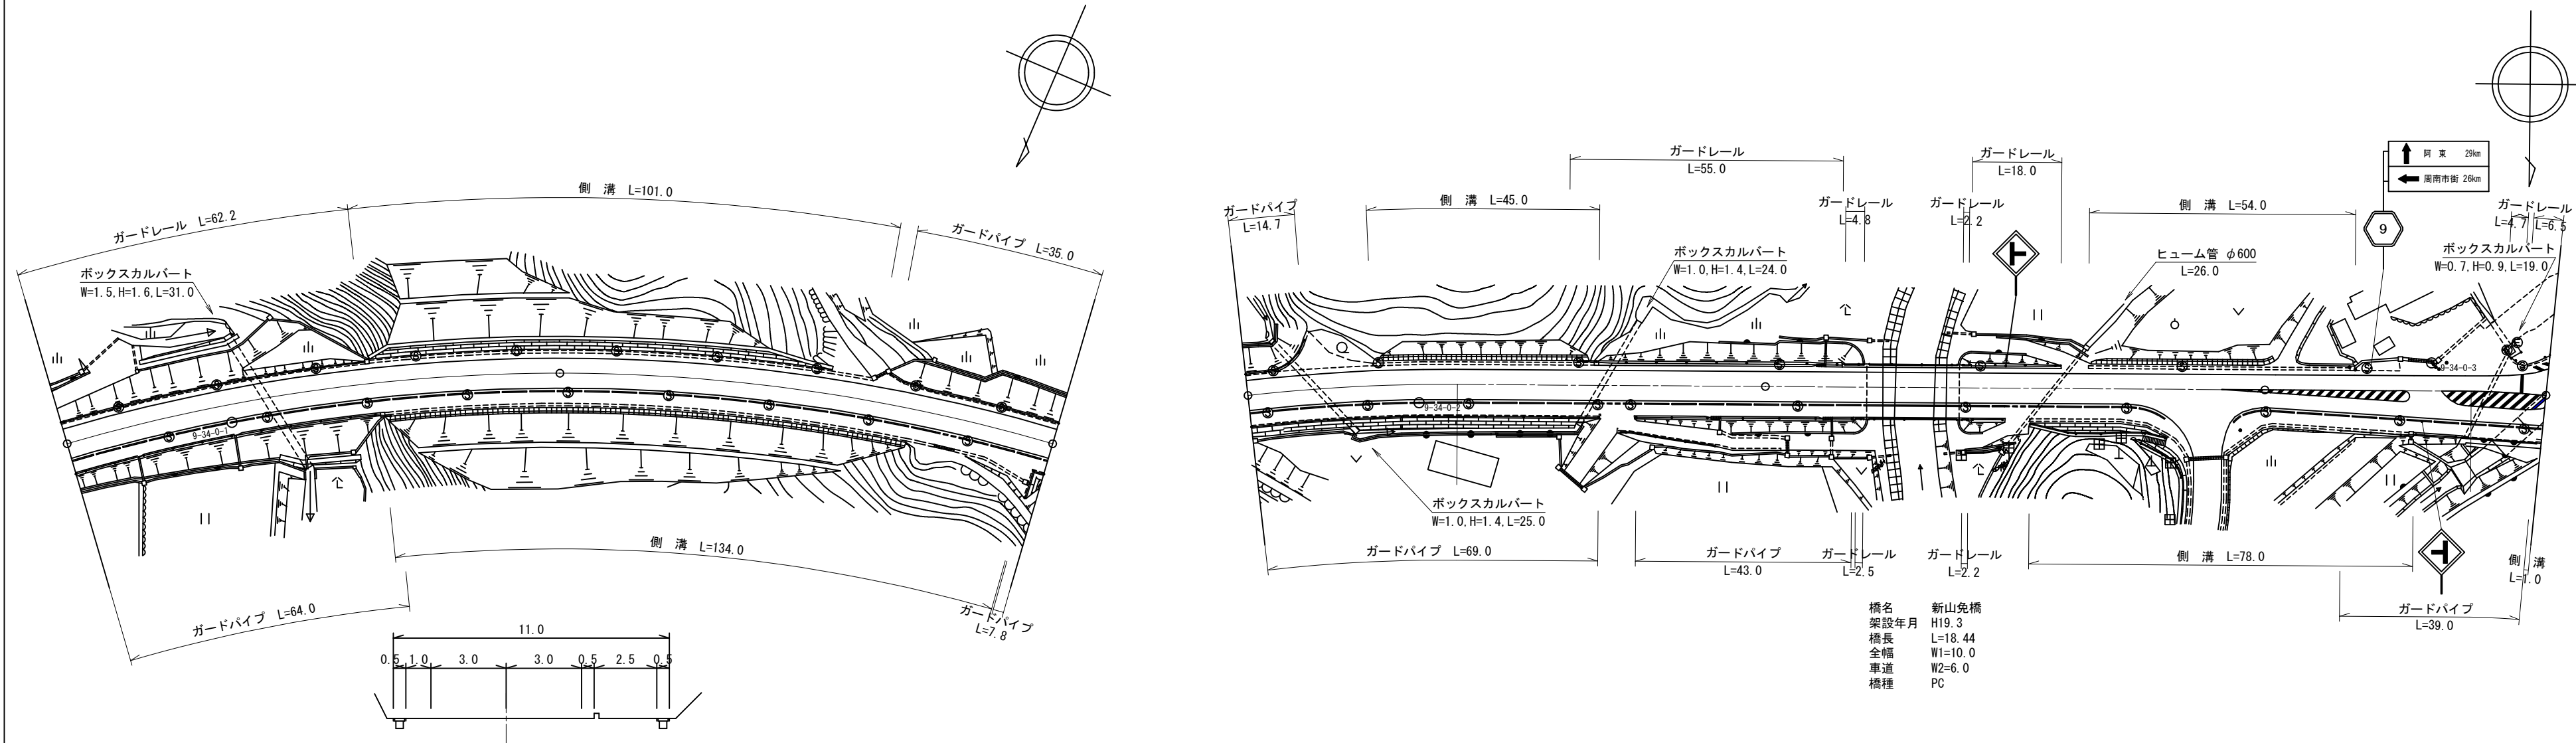 側 溝 L=101.0
ガードレール L=62.2
ガードパイプ L=35.0
ボックスカルバート
W=1.5, H=1.6, L=31.0
9-34-0-1
側 溝 L=134.0
ガードパイプ L=64.0
ガードパイプ
L=7.8
11.0
0.5 1.0 3.0 3.0 0.5 2.5 0.5
ガードパイプ
L=14.7
側 溝 L=45.0
ガードレール
L=55.0
ガードレール
L=4.8
ガードレール
L=2.2
ガードレール
L=18.0
側 溝 L=54.0
阿 東 29km
周南市街 26km
9
ガードレール
L=4.7 L=6.5
ボックスカルバート
W=1.0, H=1.4, L=24.0
ヒューム管 φ600
L=26.0
ボックスカルバート
W=0.7, H=0.9, L=19.0
9-34-0-3
9-34-0-2
ボックスカルバート
W=1.0, H=1.4, L=25.0
ガードパイプ L=69.0
ガードパイプ
L=43.0
ガードレール
L=2.5
ガードレール
L=2.2
側 溝 L=78.0
側 溝
L=1.0
ガードパイプ
L=39.0
橋名 新山免橋
架設年月 H19.3
橋長 L=18.44
全幅 W1=10.0
車道 W2=6.0
橋種 PC